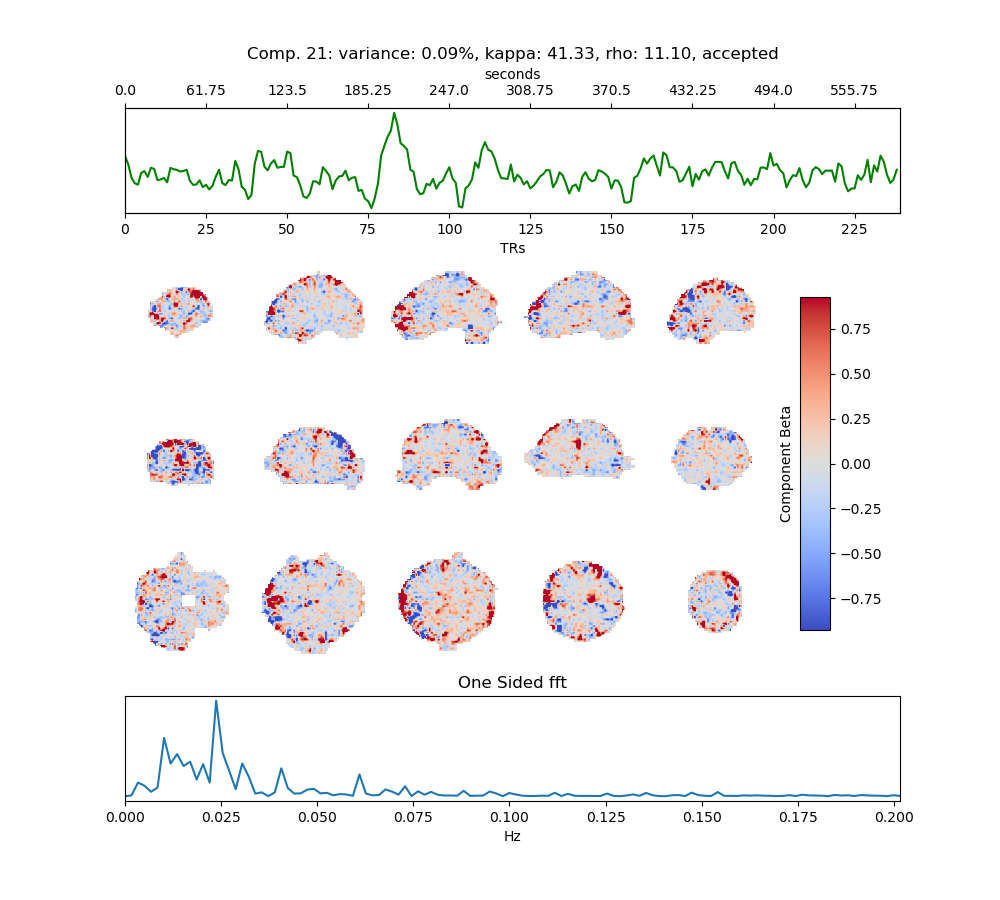 Comp. 21: variance: 0.09%, kappa: 41.33, rho: 11.10, accepted
seconds
0.0 61.75 123.5 185.25 247.0 308.75 370.5 432.25 494.0 555.75
0 25 50 75 100 125 150 175 200 225
TRs
0.75
0.50
0.25
0.00
−0.25
−0.50
−0.75
Component Beta
One Sided fft
0.000 0.025 0.050 0.075 0.100 0.125 0.150 0.175 0.200
Hz